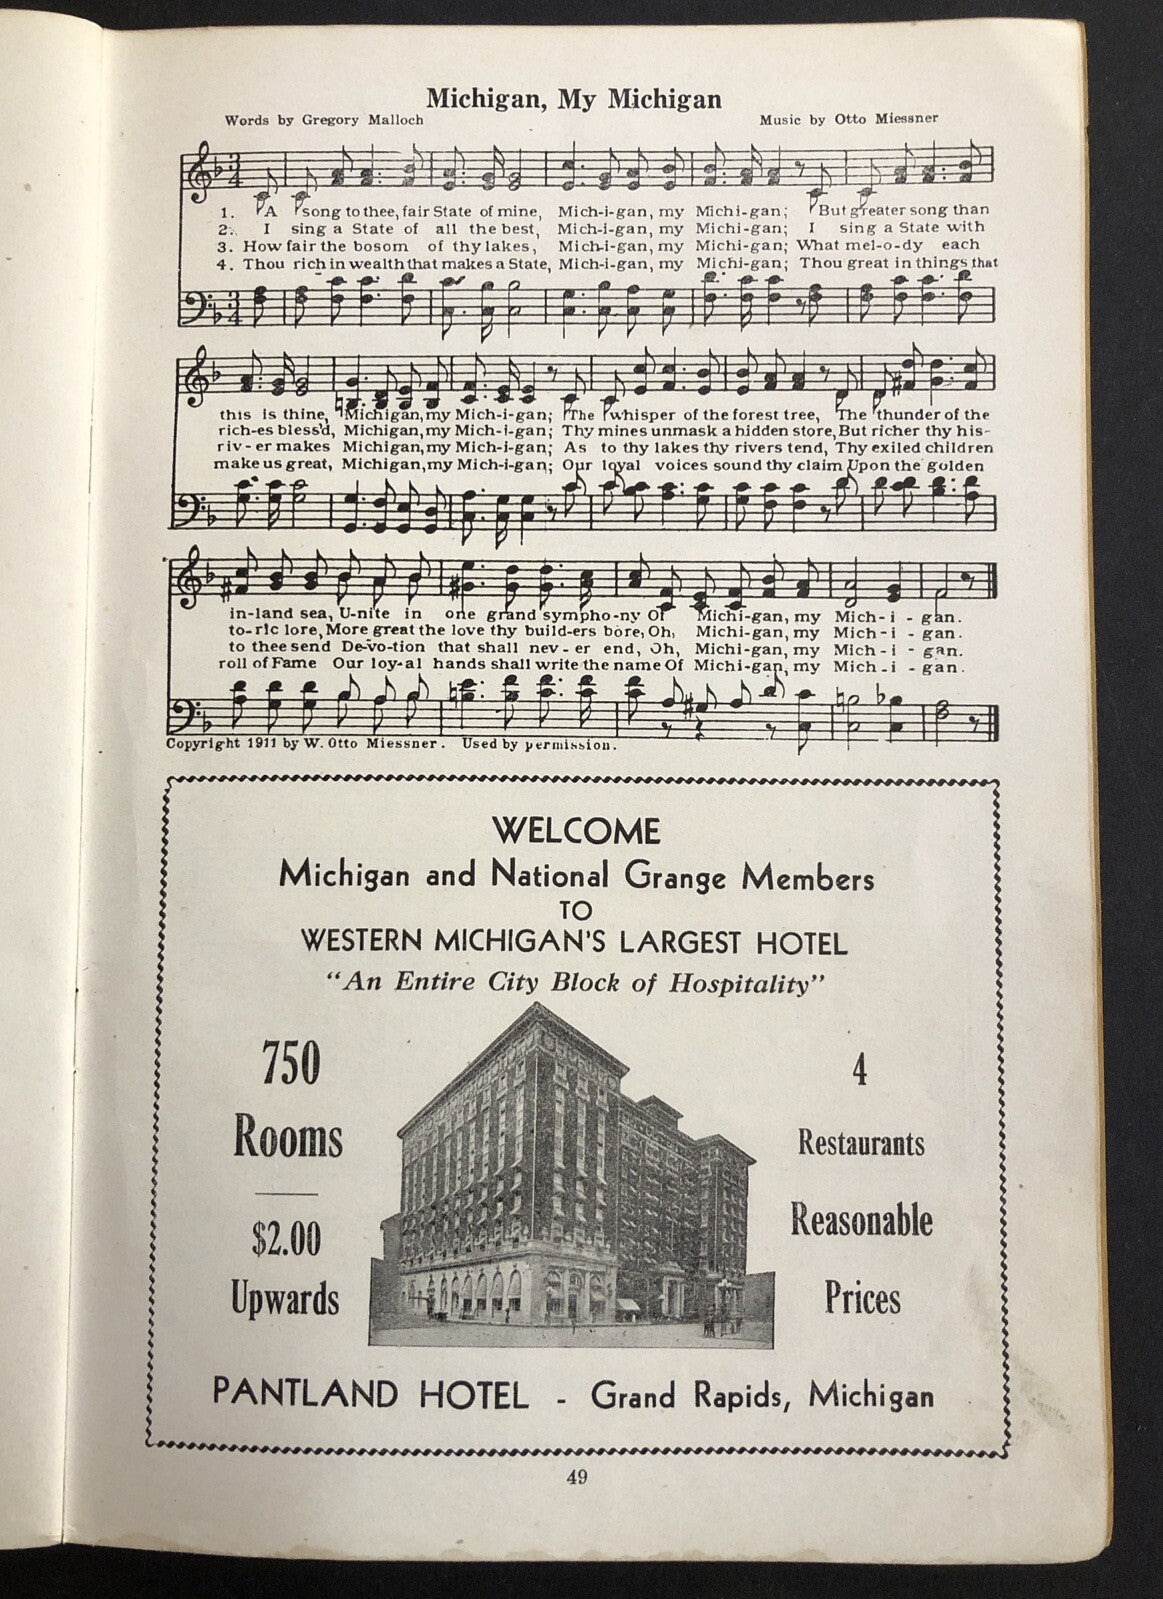 Michigan, My Michigan
Words by Gregory Malloch
Music by Otto Miessner
1. A song to thee, fair State of mine, Mich-i-gan, my Michi-gan; But greater song than
2. I sing a State of all the best, Mich-i-gan, my Michi-gan; I sing a State with
3. How fair the bosom of thy lakes, Mich-i-gan, my Michi-gan; What mel-o-dy each
4. Thou rich in wealth that makes a State, Mich-i-gan, my Michi-gan; Thou great in things that
this is thine, Michigan, my Mich-i-gan; The whisper of the forest tree, The thunder of the
rich-es bless'd, Michigan, my Mich-i-gan; Thy mines unmask a hidden store, But richer thy his-
riv-er makes Michigan, my Mich-i-gan; As to thy lakes thy rivers tend, Thy exiled children
make us great, Michigan, my Mich-i-gan; Our loyal voices sound thy claim Upon the golden
in-land sea, U-nite in one grand sympho-ny Of Michi-gan, my Mich-i-gan.
to-ric lore, More great the love thy build-ers bore, Oh, Michi-gan, my Mich-i-gan.
to thee send De-vo-tion that shall nev-er end, Oh, Michi-gan, my Mich-i-gan.
roll of Fame Our loy-al hands shall write the name Of Michi-gan, my Mich-i-gan.
Copyright 1911 by W. Otto Miessner. Used by permission.
WELCOME
Michigan and National Grange Members
TO
WESTERN MICHIGAN'S LARGEST HOTEL
"An Entire City Block of Hospitality"
750
Rooms
$2.00
Upwards
4
Restaurants
Reasonable
Prices
PANTLAND HOTEL - Grand Rapids, Michigan
49